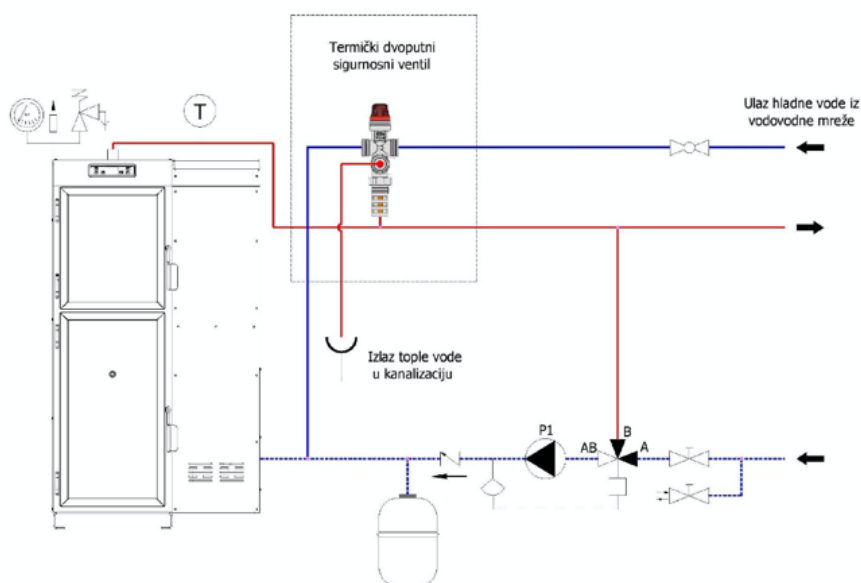 Termički dvoputni
sigurnosni ventil
T
Ulaz hladne vode iz
vodovodne mreže
Izlaz tople vode
u kanalizaciju
P1
AB
B
A